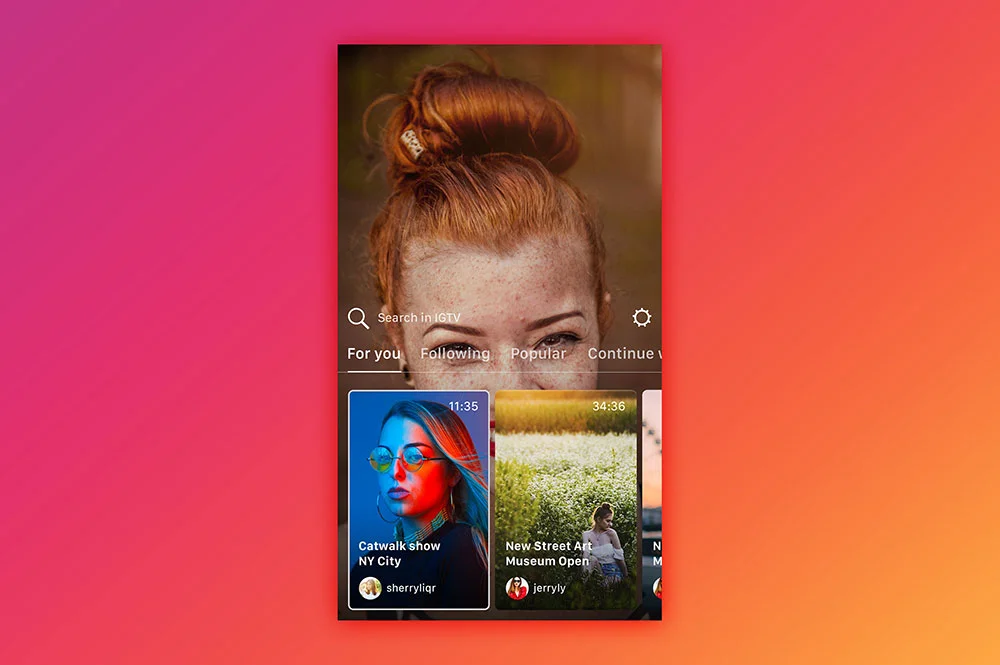 Search in IGTV
For you Following Popular Continue
11:35
34:36
Catwalk show
NY City
New Street Art
Museum Open
N
M
sherryliqr
jerryly